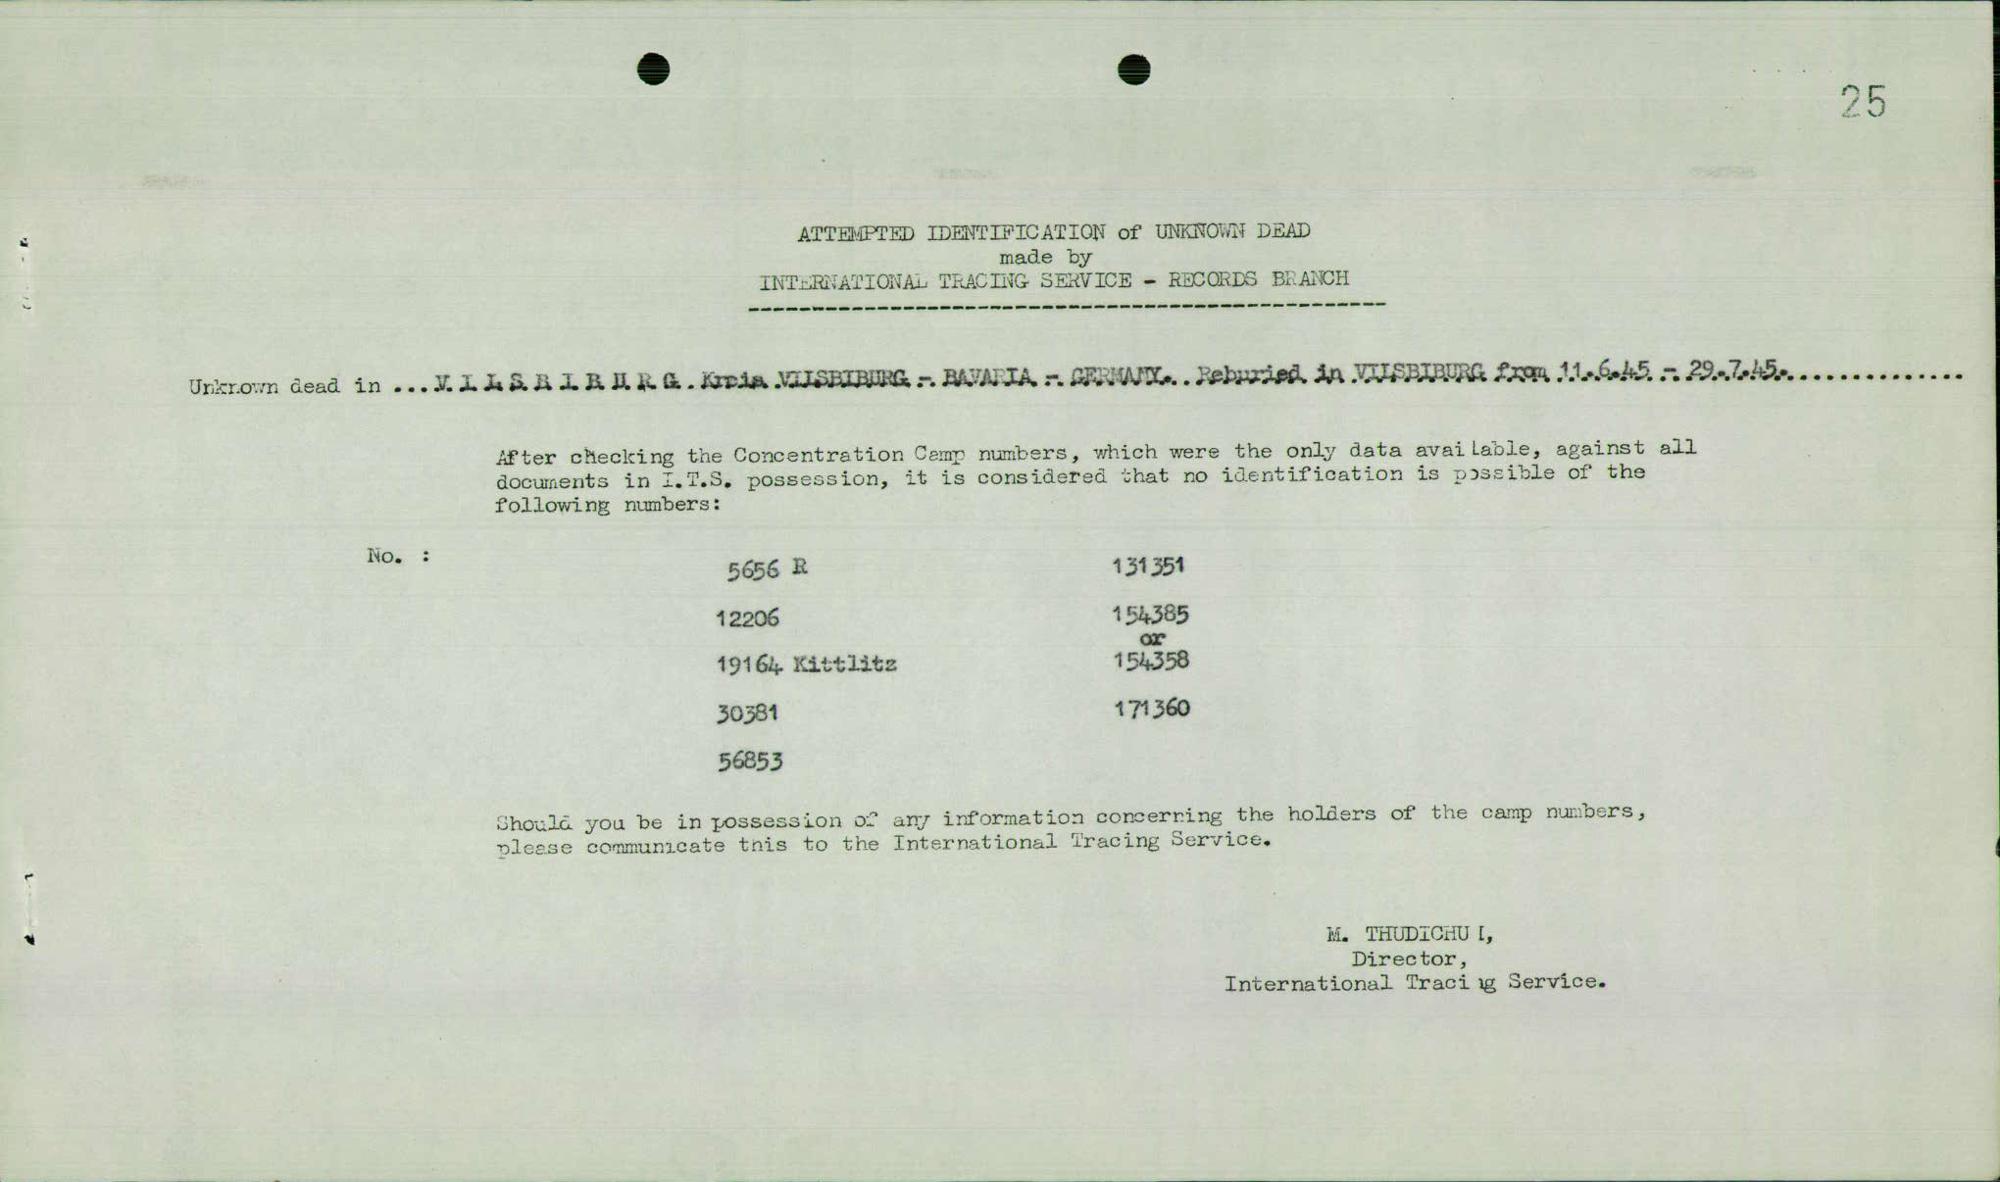 25
ATTEMPTED IDENTIFICATION of UNKNOWN DEAD
made by
INTERNATIONAL TRACING SERVICE - RECORDS BRANCH
Unknown dead in ...V I L S B I B U R G. Kreis VILSBIBURG - BAVARIA - GERMANY. Reburied in VILSBIBURG from 11.6.45 - 29.7.45.
After checking the Concentration Camp numbers, which were the only data available, against all
documents in I.T.S. possession, it is considered that no identification is possible of the
following numbers:
No. :
5656 R
12206
19164 Kittlitz
30381
56853
131351
154385
or
154358
171360
Should you be in possession of any information concerning the holders of the camp numbers,
please communicate this to the International Tracing Service.
M. THUDICHUM,
Director,
International Tracing Service.